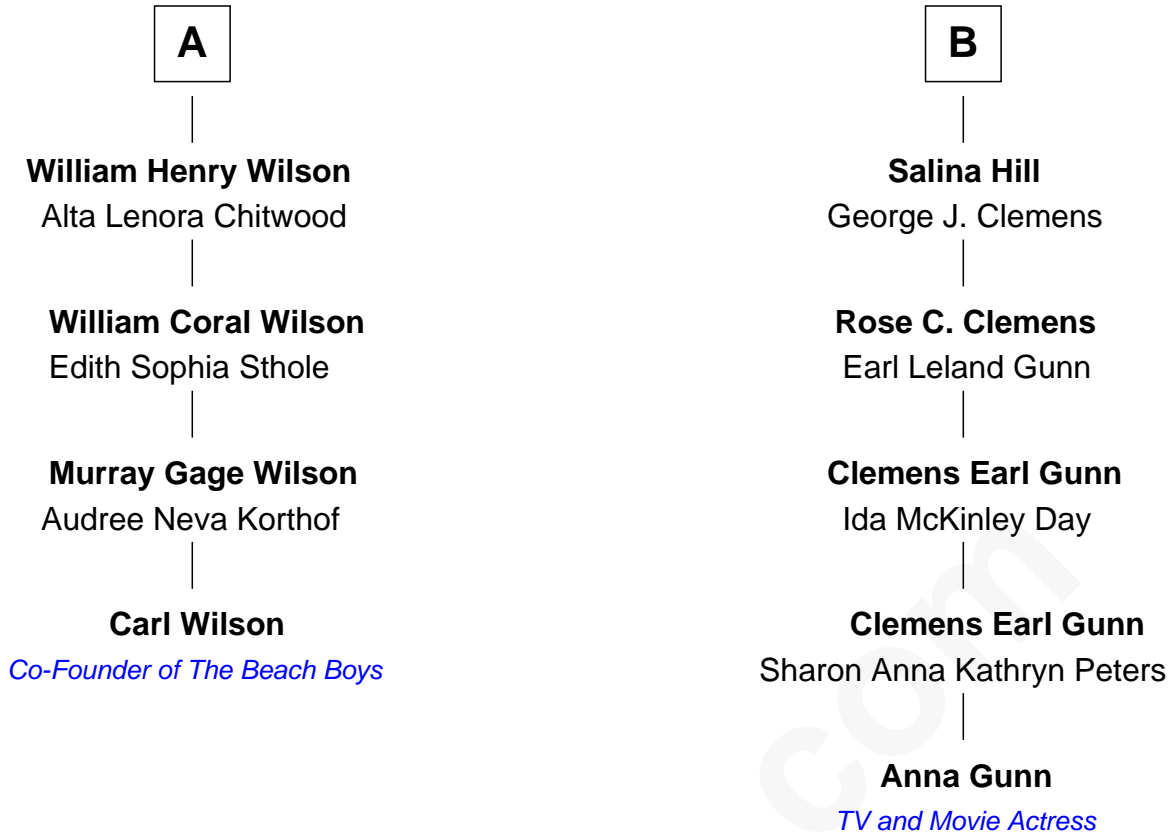 A
William Henry Wilson
Alta Lenora Chitwood
William Coral Wilson
Edith Sophia Sthole
Murray Gage Wilson
Audree Neva Korthof
Carl Wilson
Co-Founder of The Beach Boys
B
Salina Hill
George J. Clemens
Rose C. Clemens
Earl Leland Gunn
Clemens Earl Gunn
Ida McKinley Day
Clemens Earl Gunn
Sharon Anna Kathryn Peters
Anna Gunn
TV and Movie Actress
com